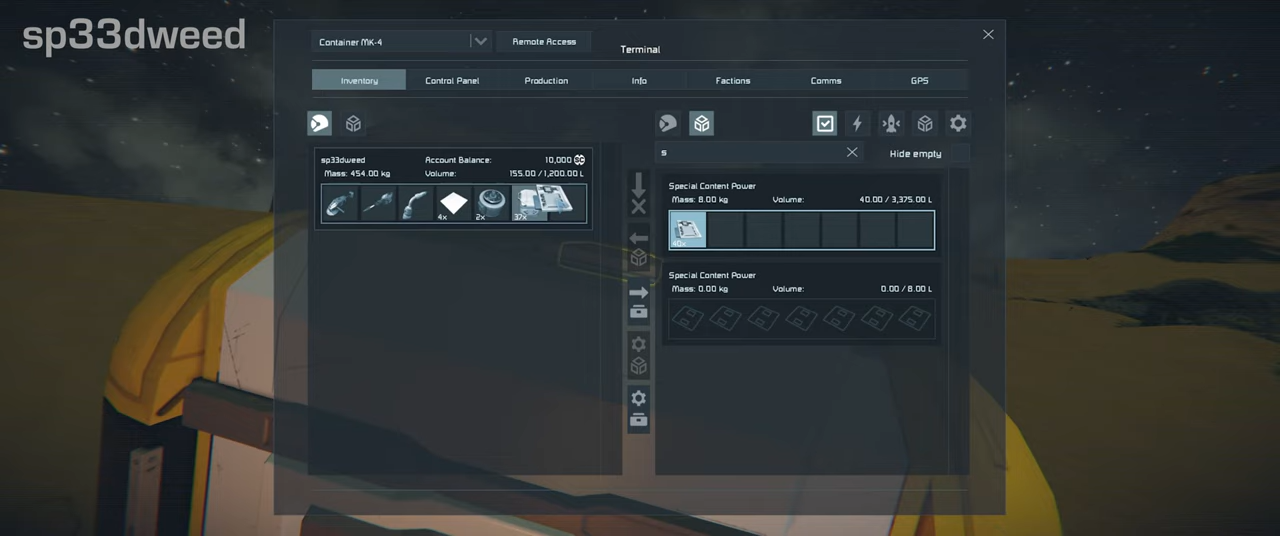 sp33dweed
Container MK-4
Remote Access
Terminal
Inventory
Control Panel
Production
Info
Factions
Comms
GPS
sp33dweed
Account Balance: 10,000
Mass: 454.00 kg
Volume: 155.00 / 1,200.00 L
4x
2x
37x
s
Hide empty
Special Content Power
Mass: 8.00 kg
Volume: 40.00 / 3,375.00 L
40x
Special Content Power
Mass: 0.00 kg
Volume: 0.00 / 8.00 L